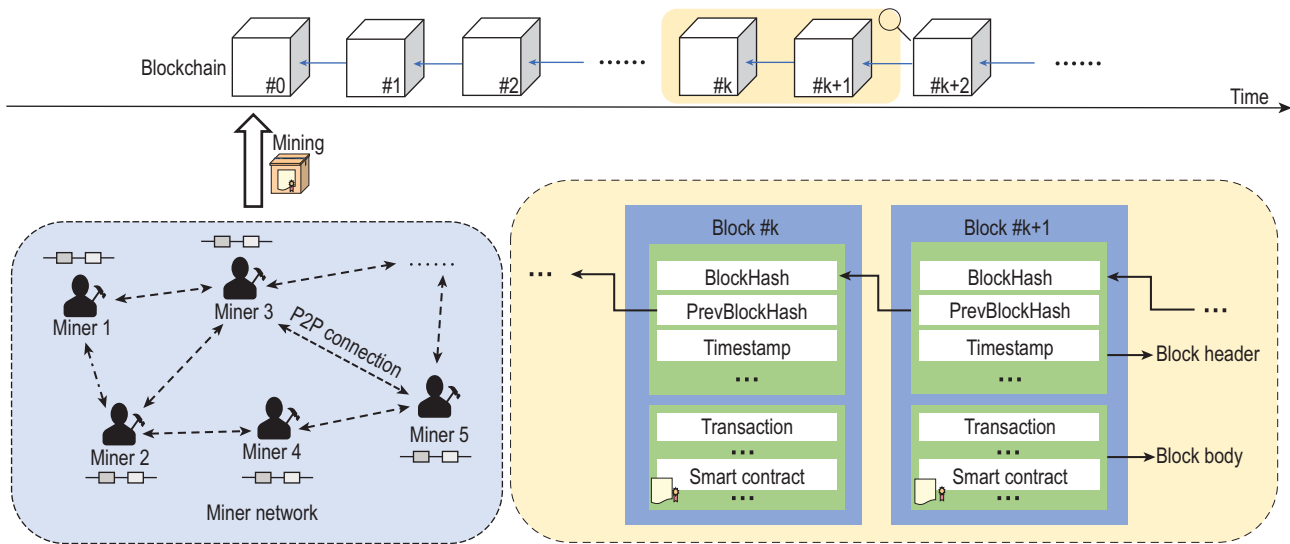 Blockchain
#0
#1
#2
......
#k
#k+1
#k+2
......
Time
Mining
Miner 1
Miner 3
......
P2P connection
Miner 2
Miner 4
Miner 5
Miner network
Block #k
Block #k+1
...
BlockHash
BlockHash
PrevBlockHash
PrevBlockHash
...
Timestamp
Timestamp
Block header
...
...
Transaction
Transaction
...
...
Block body
Smart contract
Smart contract
...
...